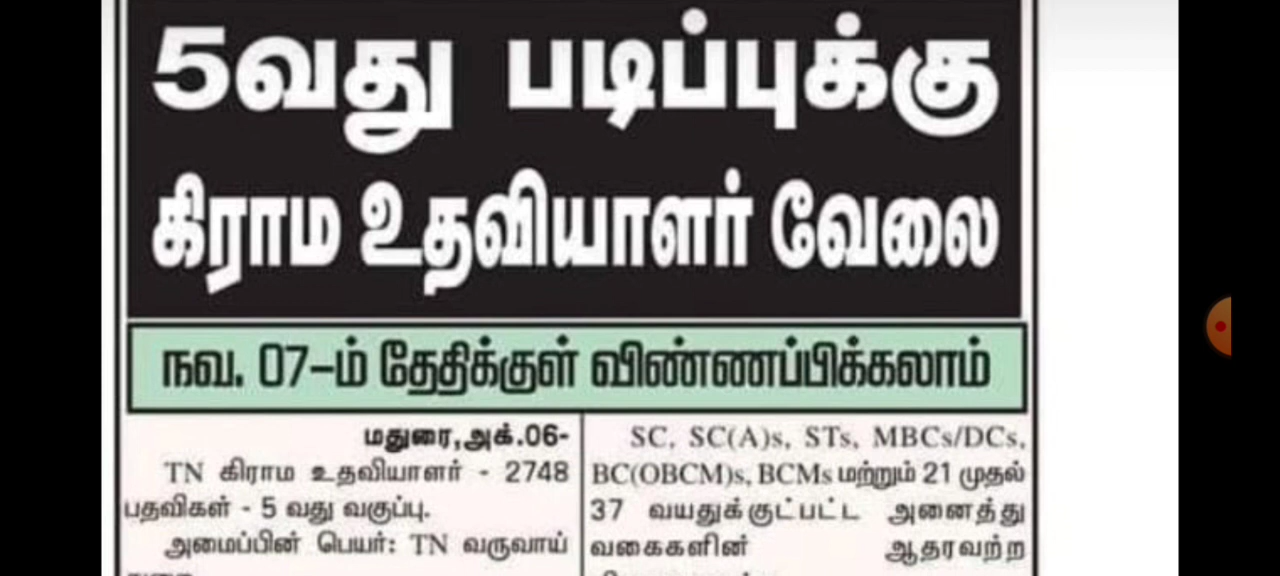 5வது படிப்புக்கு
கிராம உதவியாளர் வேலை
நவ. 07-ம் தேதிக்குள் விண்ணப்பிக்கலாம்
மதுரை,அக்.06-
TN கிராம உதவியாளர் - 2748
பதவிகள் - 5 வது வகுப்பு.
அமைப்பின் பெயர்: TN வருவாய்
SC, SC(A)s, STs, MBCs/DCs,
BC(OBCM)s, BCMs மற்றும் 21 முதல்
37 வயதுக்குட்பட்ட அனைத்து
வகைகளின் ஆதரவற்ற